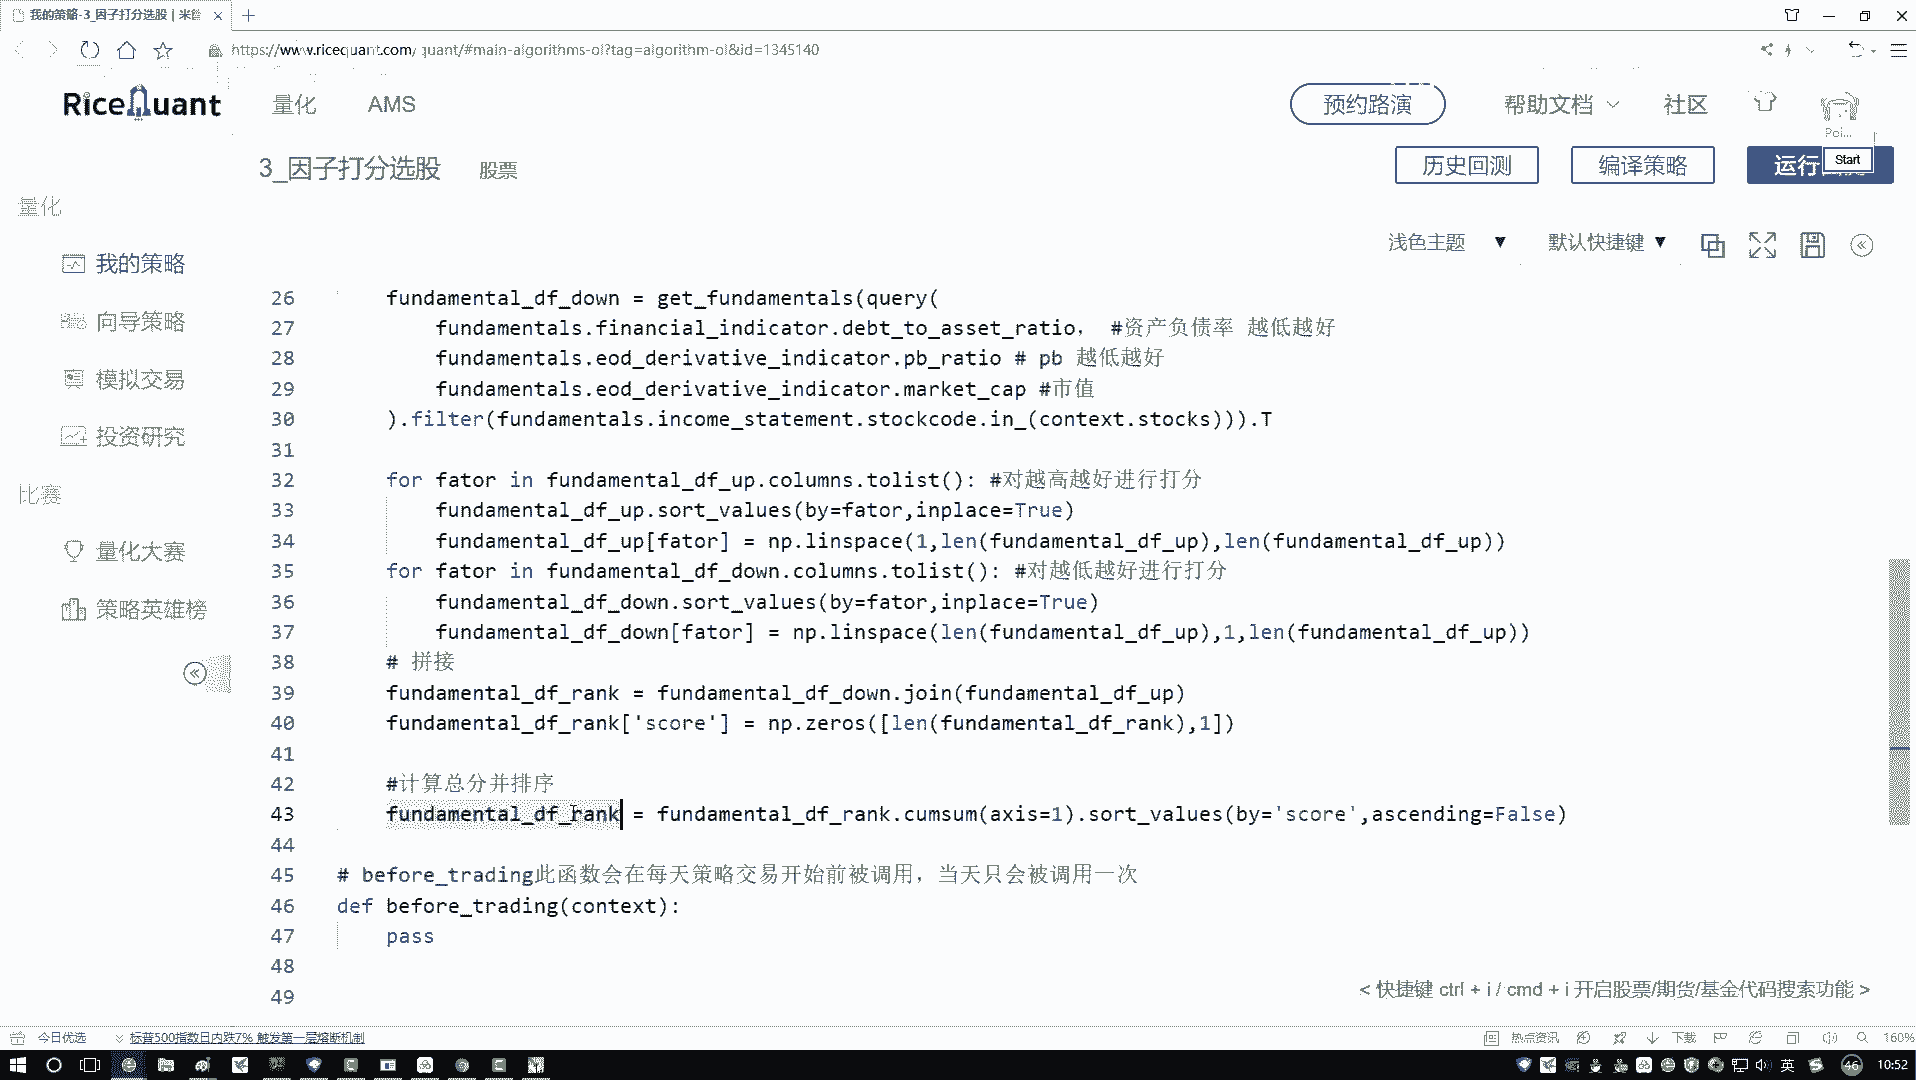 我的策略-3_因子打分选股 | 米筐
https://www.ricequant.com/ quant/#main-algorithms-ol?tag=algorithm-ol&id=1345140
RiceQuant 量化 AMS 预约路演 帮助文档 社区
Poi...
3_因子打分选股 股票 历史回测 编译策略 运行 Start
量化
浅色主题 ▼ 默认快捷键 ▼
我的策略
向导策略
模拟交易
投资研究
比赛
量化大赛
策略英雄榜
26 fundamental_df_down = get_fundamentals(query(
27 fundamentals.financial_indicator.debt_to_asset_ratio, #资产负债率 越低越好
28 fundamentals.eod_derivative_indicator.pb_ratio # pb 越低越好
29 fundamentals.eod_derivative_indicator.market_cap #市值
30 ).filter(fundamentals.income_statement.stockcode.in_(context.stocks))).T
31
32 for fator in fundamental_df_up.columns.tolist(): #对越高越好进行打分
33 fundamental_df_up.sort_values(by=fator,inplace=True)
34 fundamental_df_up[fator] = np.linspace(1,len(fundamental_df_up),len(fundamental_df_up))
35 for fator in fundamental_df_down.columns.tolist(): #对越低越好进行打分
36 fundamental_df_down.sort_values(by=fator,inplace=True)
37 fundamental_df_down[fator] = np.linspace(len(fundamental_df_up),1,len(fundamental_df_up))
38 # 拼接
39 fundamental_df_rank = fundamental_df_down.join(fundamental_df_up)
40 fundamental_df_rank['score'] = np.zeros([len(fundamental_df_rank),1])
41
42 #计算总分并排序
43 fundamental_df_rank = fundamental_df_rank.cumsum(axis=1).sort_values(by='score',ascending=False)
44
45 # before_trading此函数会在每天策略交易开始前被调用，当天只会被调用一次
46 def before_trading(context):
47 pass
48
49
< 快捷键 ctrl + i / cmd + i 开启股票/期货/基金代码搜索功能 >
今日优选 标普500指数日内跌7% 触发第一层熔断机制 热点资讯 下载 160%
英 46 10:52